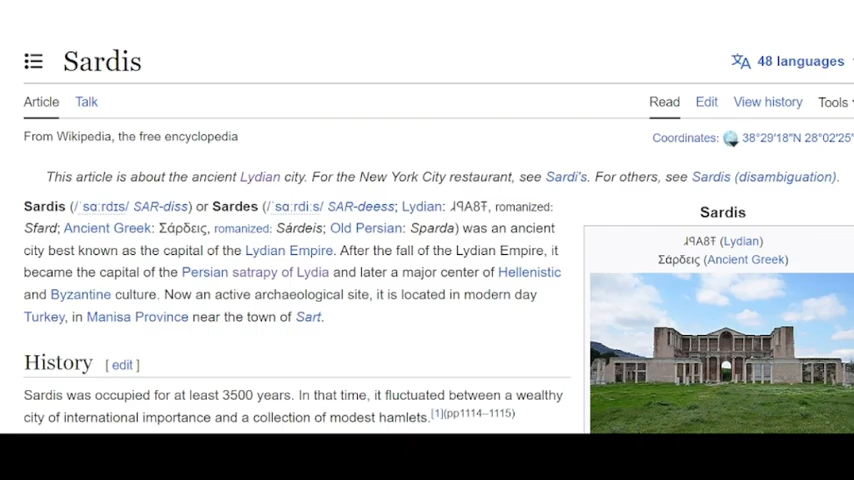 Sardis
48 languages
Article Talk Read Edit View history Tools
From Wikipedia, the free encyclopedia
Coordinates: 38°29′18″N 28°02′25″
This article is about the ancient Lydian city. For the New York City restaurant, see Sardi's. For others, see Sardis (disambiguation).
Sardis (/ˈsɑːrdɪs/ SAR-diss) or Sardes (/ˈsɑːrdiːs/ SAR-deess; Lydian: 𐤳𐤱𐤠𐤭𐤣, romanized:
Sfard; Ancient Greek: Σάρδεις, romanized: Sárdeis; Old Persian: Sparda) was an ancient
city best known as the capital of the Lydian Empire. After the fall of the Lydian Empire, it
became the capital of the Persian satrapy of Lydia and later a major center of Hellenistic
and Byzantine culture. Now an active archaeological site, it is located in modern day
Turkey, in Manisa Province near the town of Sart.
History [ edit ]
Sardis was occupied for at least 3500 years. In that time, it fluctuated between a wealthy
city of international importance and a collection of modest hamlets.[1](pp1114–1115)
Sardis
𐤳𐤱𐤠𐤭𐤣 (Lydian)
Σάρδεις (Ancient Greek)